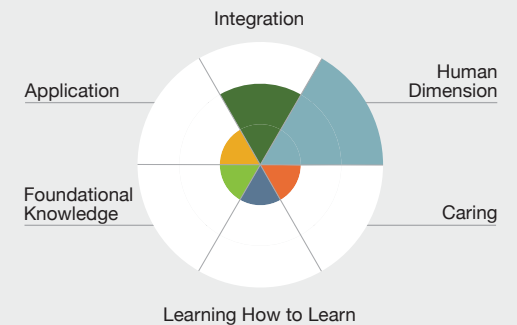 Integration
Application
Human
Dimension
Foundational
Knowledge
Caring
Learning How to Learn